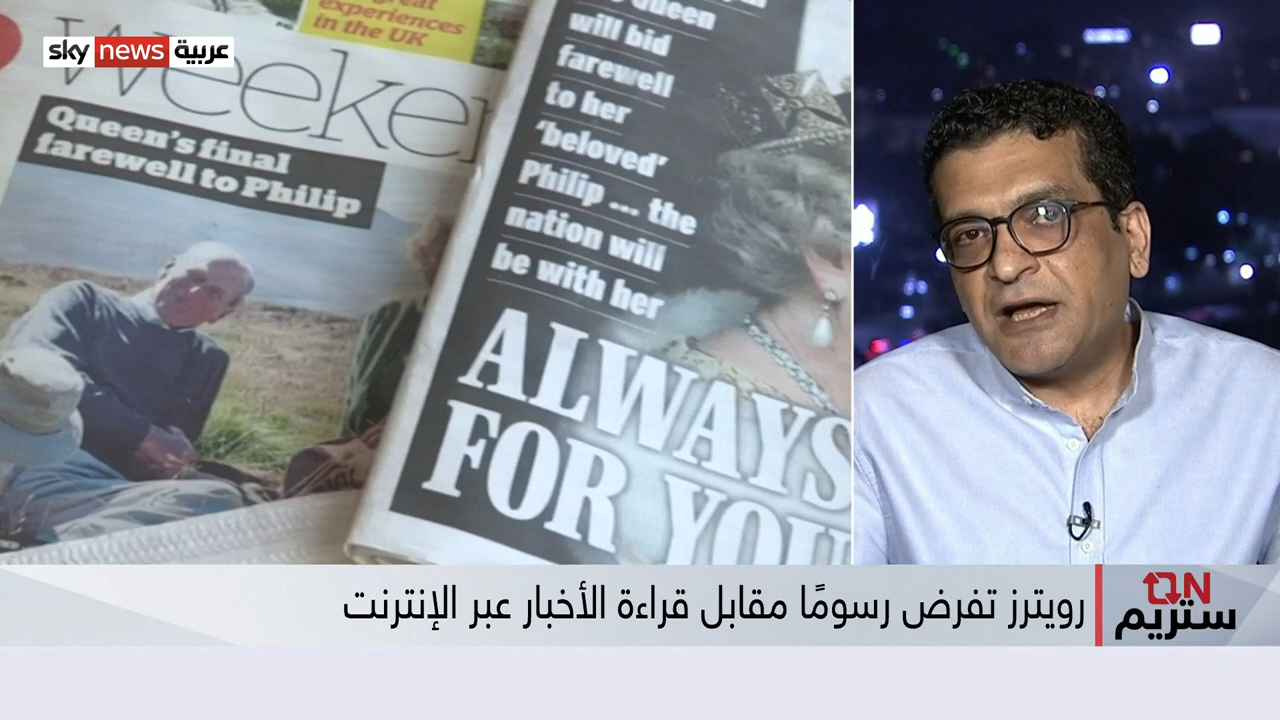 sky news عربية
experiences
in the UK
Queen's final
farewell to Philip
Queen
will bid
farewell
to her
'beloved'
Philip ... the
nation will
be with her
ALWAYS
FOR YOU
رويترز تفرض رسومًا مقابل قراءة الأخبار عبر الإنترنت
ON
ستريم